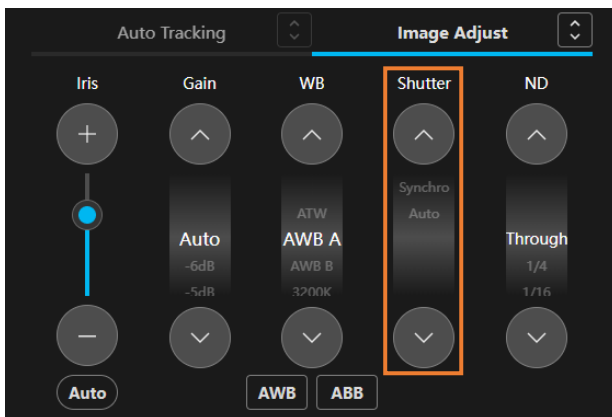 Auto Tracking Image Adjust
Iris Gain WB Shutter ND
Synchro
ATW Auto
Auto AWB A Through
-6dB AWB B 1/4
-5dB 3200K 1/16
Auto AWB ABB